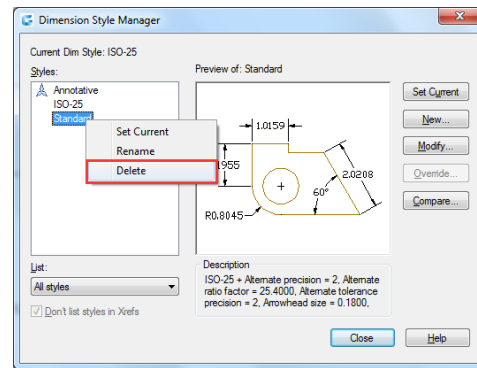 Dimension Style Manager
Current Dim Style: ISO-25
Styles:
Annotative
ISO-25
Standard
Set Current
Rename
Delete
Preview of: Standard
1.0159
1955
2.0208
60°
R0.8045
Set Current
New...
Modify...
Override...
Compare...
List:
All styles
Don't list styles in Xrefs
Description
ISO-25 + Alternate precision = 2, Alternate
ratio factor = 25.4000, Alternate tolerance
precision = 2, Arrowhead size = 0.1800,
Close
Help